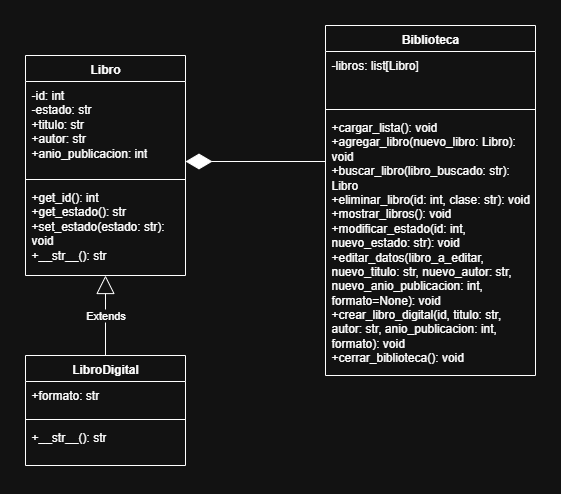 Libro
-id: int
-estado: str
+titulo: str
+autor: str
+anio_publicacion: int
+get_id(): int
+get_estado(): str
+set_estado(estado: str):
void
+__str__(): str
Extends
LibroDigital
+formato: str
+__str__(): str
Biblioteca
-libros: list[Libro]
+cargar_lista(): void
+agregar_libro(nuevo_libro: Libro):
void
+buscar_libro(libro_buscado: str):
Libro
+eliminar_libro(id: int, clase: str): void
+mostrar_libros(): void
+modificar_estado(id: int,
nuevo_estado: str): void
+editar_datos(libro_a_editar,
nuevo_titulo: str, nuevo_autor: str,
nuevo_anio_publicacion: int,
formato=None): void
+crear_libro_digital(id, titulo: str,
autor: str, anio_publicacion: int,
formato): void
+cerrar_biblioteca(): void